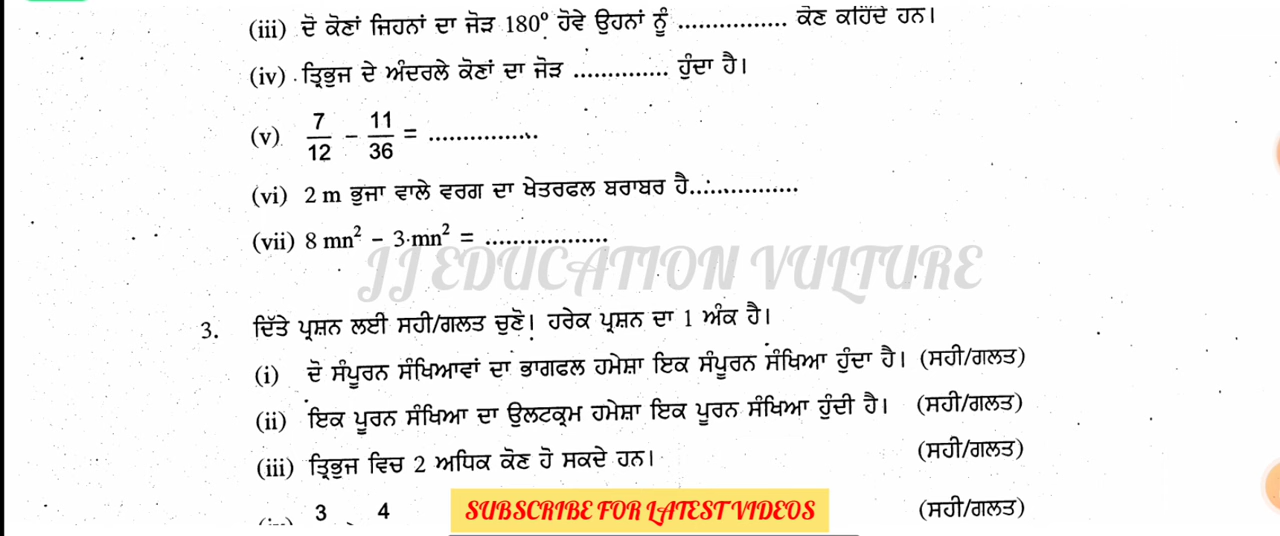 (iii) ਦੋ ਕੋਣਾਂ ਜਿਹਨਾਂ ਦਾ ਜੋੜ 180° ਹੋਵੇ ਉਹਨਾਂ ਨੂੰ ................ ਕੋਣ ਕਹਿੰਦੇ ਹਨ।
(iv) ਤ੍ਰਿਭੁਜ ਦੇ ਅੰਦਰਲੇ ਕੋਣਾਂ ਦਾ ਜੋੜ .............. ਹੁੰਦਾ ਹੈ।
(v) 7/12 - 11/36 = ................
(vi) 2 m ਭੁਜਾ ਵਾਲੇ ਵਰਗ ਦਾ ਖੇਤਰਫਲ ਬਰਾਬਰ ਹੈ................
(vii) 8 mn² - 3 mn² = ..................
JJ EDUCATION VULTURE
3. ਦਿੱਤੇ ਪ੍ਰਸ਼ਨ ਲਈ ਸਹੀ/ਗਲਤ ਚੁਣੋ। ਹਰੇਕ ਪ੍ਰਸ਼ਨ ਦਾ 1 ਅੰਕ ਹੈ।
(i) ਦੋ ਸੰਪੂਰਨ ਸੰਖਿਆਵਾਂ ਦਾ ਭਾਗਫਲ ਹਮੇਸ਼ਾ ਇਕ ਸੰਪੂਰਨ ਸੰਖਿਆ ਹੁੰਦਾ ਹੈ। (ਸਹੀ/ਗਲਤ)
(ii) ਇਕ ਪੂਰਨ ਸੰਖਿਆ ਦਾ ਉਲਟਕ੍ਰਮ ਹਮੇਸ਼ਾ ਇਕ ਪੂਰਨ ਸੰਖਿਆ ਹੁੰਦੀ ਹੈ। (ਸਹੀ/ਗਲਤ)
(iii) ਤ੍ਰਿਭੁਜ ਵਿਚ 2 ਅਧਿਕ ਕੋਣ ਹੋ ਸਕਦੇ ਹਨ। (ਸਹੀ/ਗਲਤ)
3 4 (ਸਹੀ/ਗਲਤ)
SUBSCRIBE FOR LATEST VIDEOS